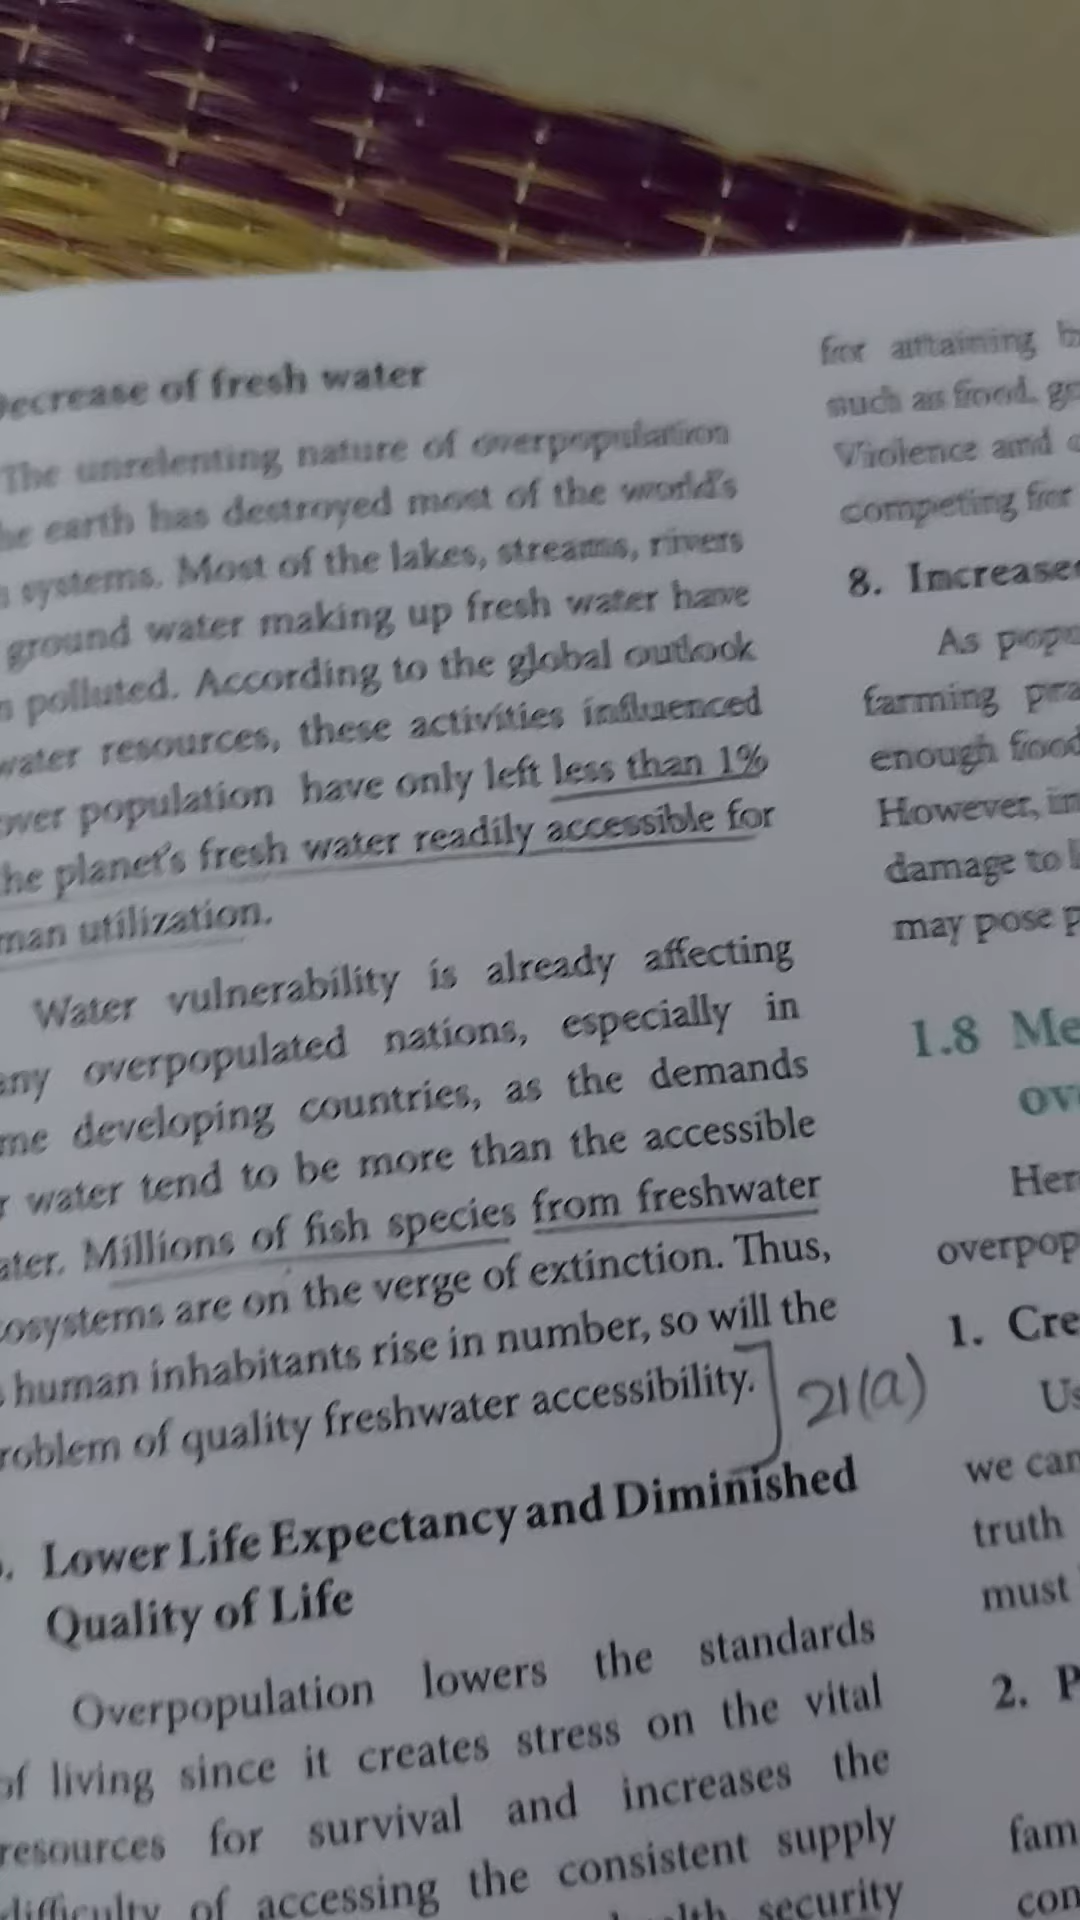 ecrease of fresh water
The unrelenting nature of overpopulation
he earth has destroyed most of the world's
systems. Most of the lakes, streams, rivers
ground water making up fresh water have
polluted. According to the global outlook
water resources, these activities influenced
over population have only left less than 1%
he planet's fresh water readily accessible for
man utilization.
Water vulnerability is already affecting
any overpopulated nations, especially in
me developing countries, as the demands
r water tend to be more than the accessible
ater. Millions of fish species from freshwater
cosystems are on the verge of extinction. Thus,
human inhabitants rise in number, so will the
roblem of quality freshwater accessibility.
21(a)
. Lower Life Expectancy and Diminished
Quality of Life
Overpopulation lowers the standards
of living since it creates stress on the vital
resources for survival and increases the
difficulty of accessing the consistent supply
security
for attaining
such as food,
Violence and
competing for
8. Increase
As popu
farming pra
enough food
However, in
damage to
may pose p
1.8 Me
ov
Her
overpop
1. Cre
Us
we can
truth
must
2. P
fam
con